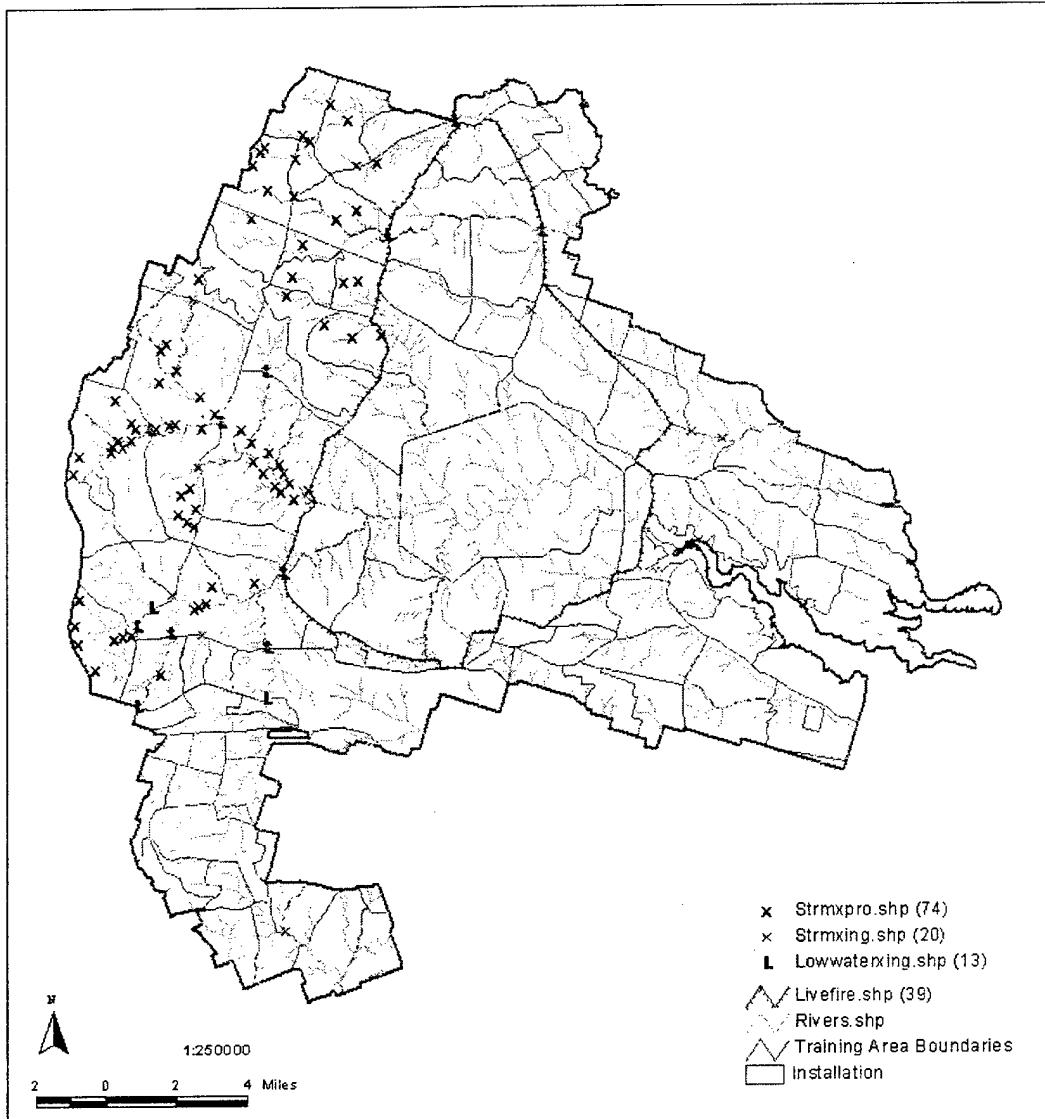 x Strmxpro.shp (74)
x Strmxing.shp (20)
L Lowwaterxing.shp (13)
Livefire.shp (39)
Rivers.shp
Training Area Boundaries
Installation
N
1:250000
2 0 2 4 Miles